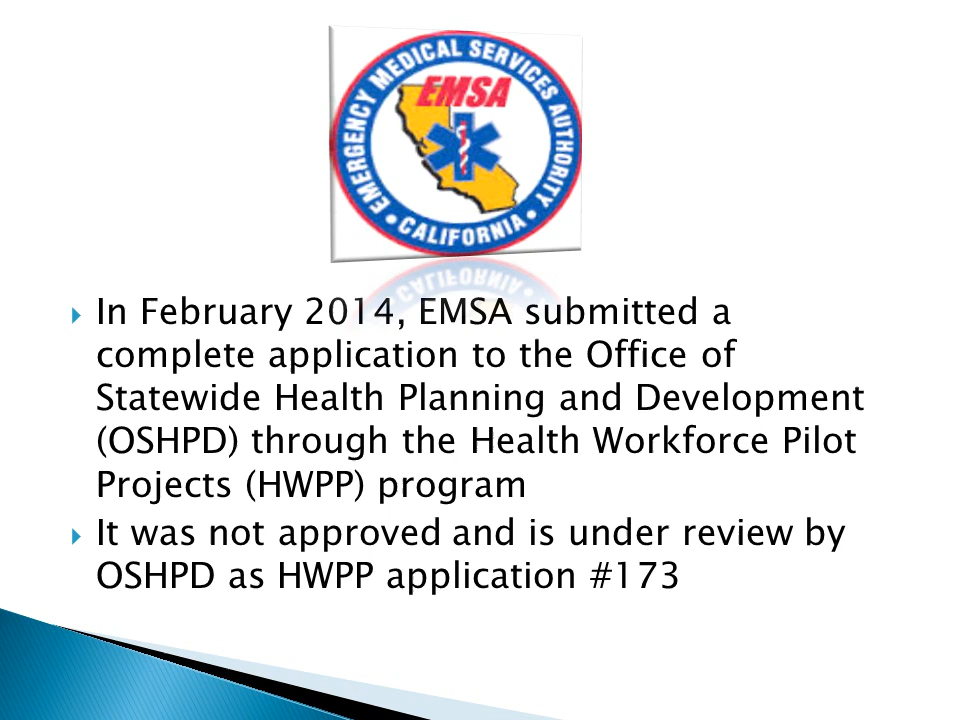 EMERGENCY MEDICAL SERVICES AUTHORITY
EMSA
• CALIFORNIA •
In February 2014, EMSA submitted a
complete application to the Office of
Statewide Health Planning and Development
(OSHPD) through the Health Workforce Pilot
Projects (HWPP) program
It was not approved and is under review by
OSHPD as HWPP application #173